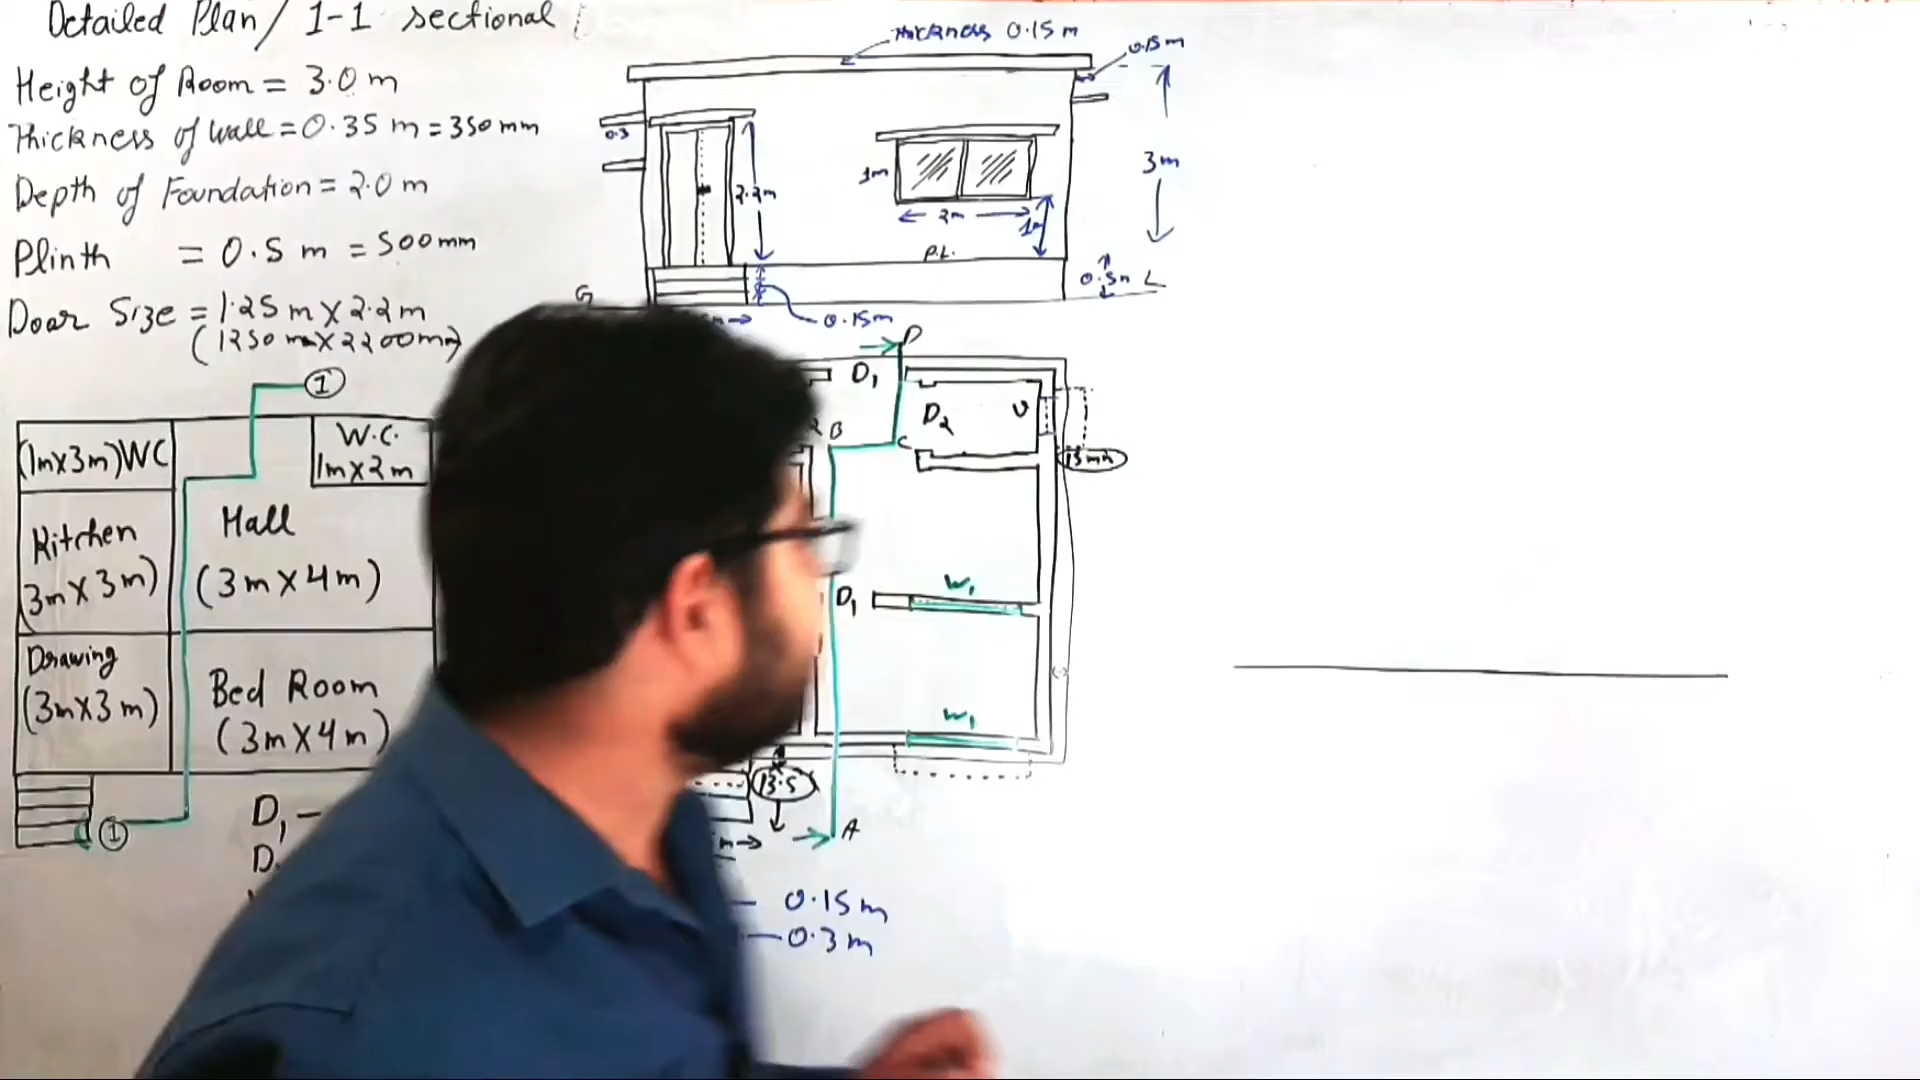 Detailed Plan/ 1-1 sectional
Height of Room = 3.0 m
Thickness of wall = 0.35 m = 350 mm
Depth of Foundation = 2.0 m
Plinth = 0.5 m = 500 mm
Door Size = 1.25 m X 2.2 m
(1250 mm X 2200 mm)
1
(1m x 3m) WC
W.C.
1m x 2m
Kitchen
3m X 3m)
Hall
(3m X 4m)
Drawing
(3m X 3m)
Bed Room
(3m X 4m)
1
D1 -
Thickness 0.15 m
0.15 m
0.3
2.2m
1m
2m
1m
3m
P.L.
0.5m
L
G
0.15m
D
D1
D2
V
B
C
D1
W1
W1
13.5
A
0.15 m
0.3 m